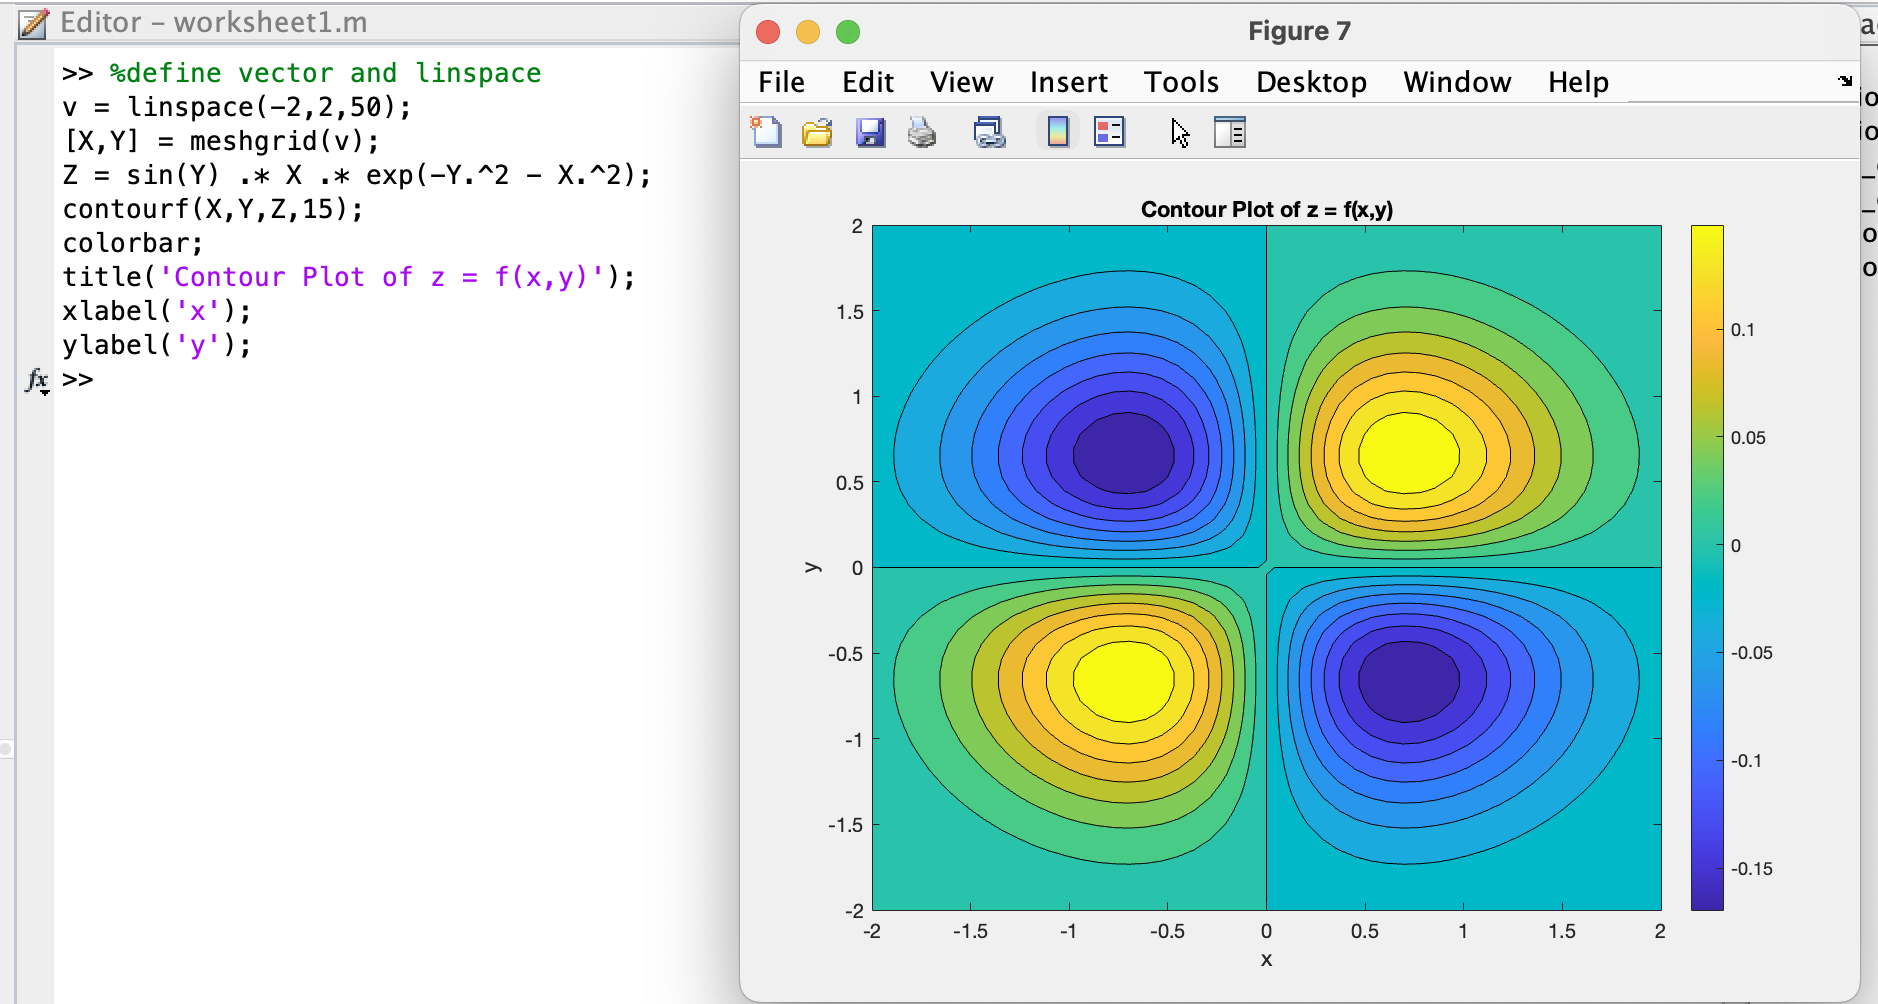 Editor – worksheet1.m
>> %define vector and linspace
v = linspace(-2,2,50);
[X,Y] = meshgrid(v);
Z = sin(Y) .* X .* exp(-Y.^2 - X.^2);
contourf(X,Y,Z,15);
colorbar;
title('Contour Plot of z = f(x,y)');
xlabel('x');
ylabel('y');
fx >>
Figure 7
File Edit View Insert Tools Desktop Window Help
Contour Plot of z = f(x,y)
2
1.5
1
0.5
0
-0.5
-1
-1.5
-2
y
-2 -1.5 -1 -0.5 0 0.5 1 1.5 2
x
0.1
0.05
0
-0.05
-0.1
-0.15